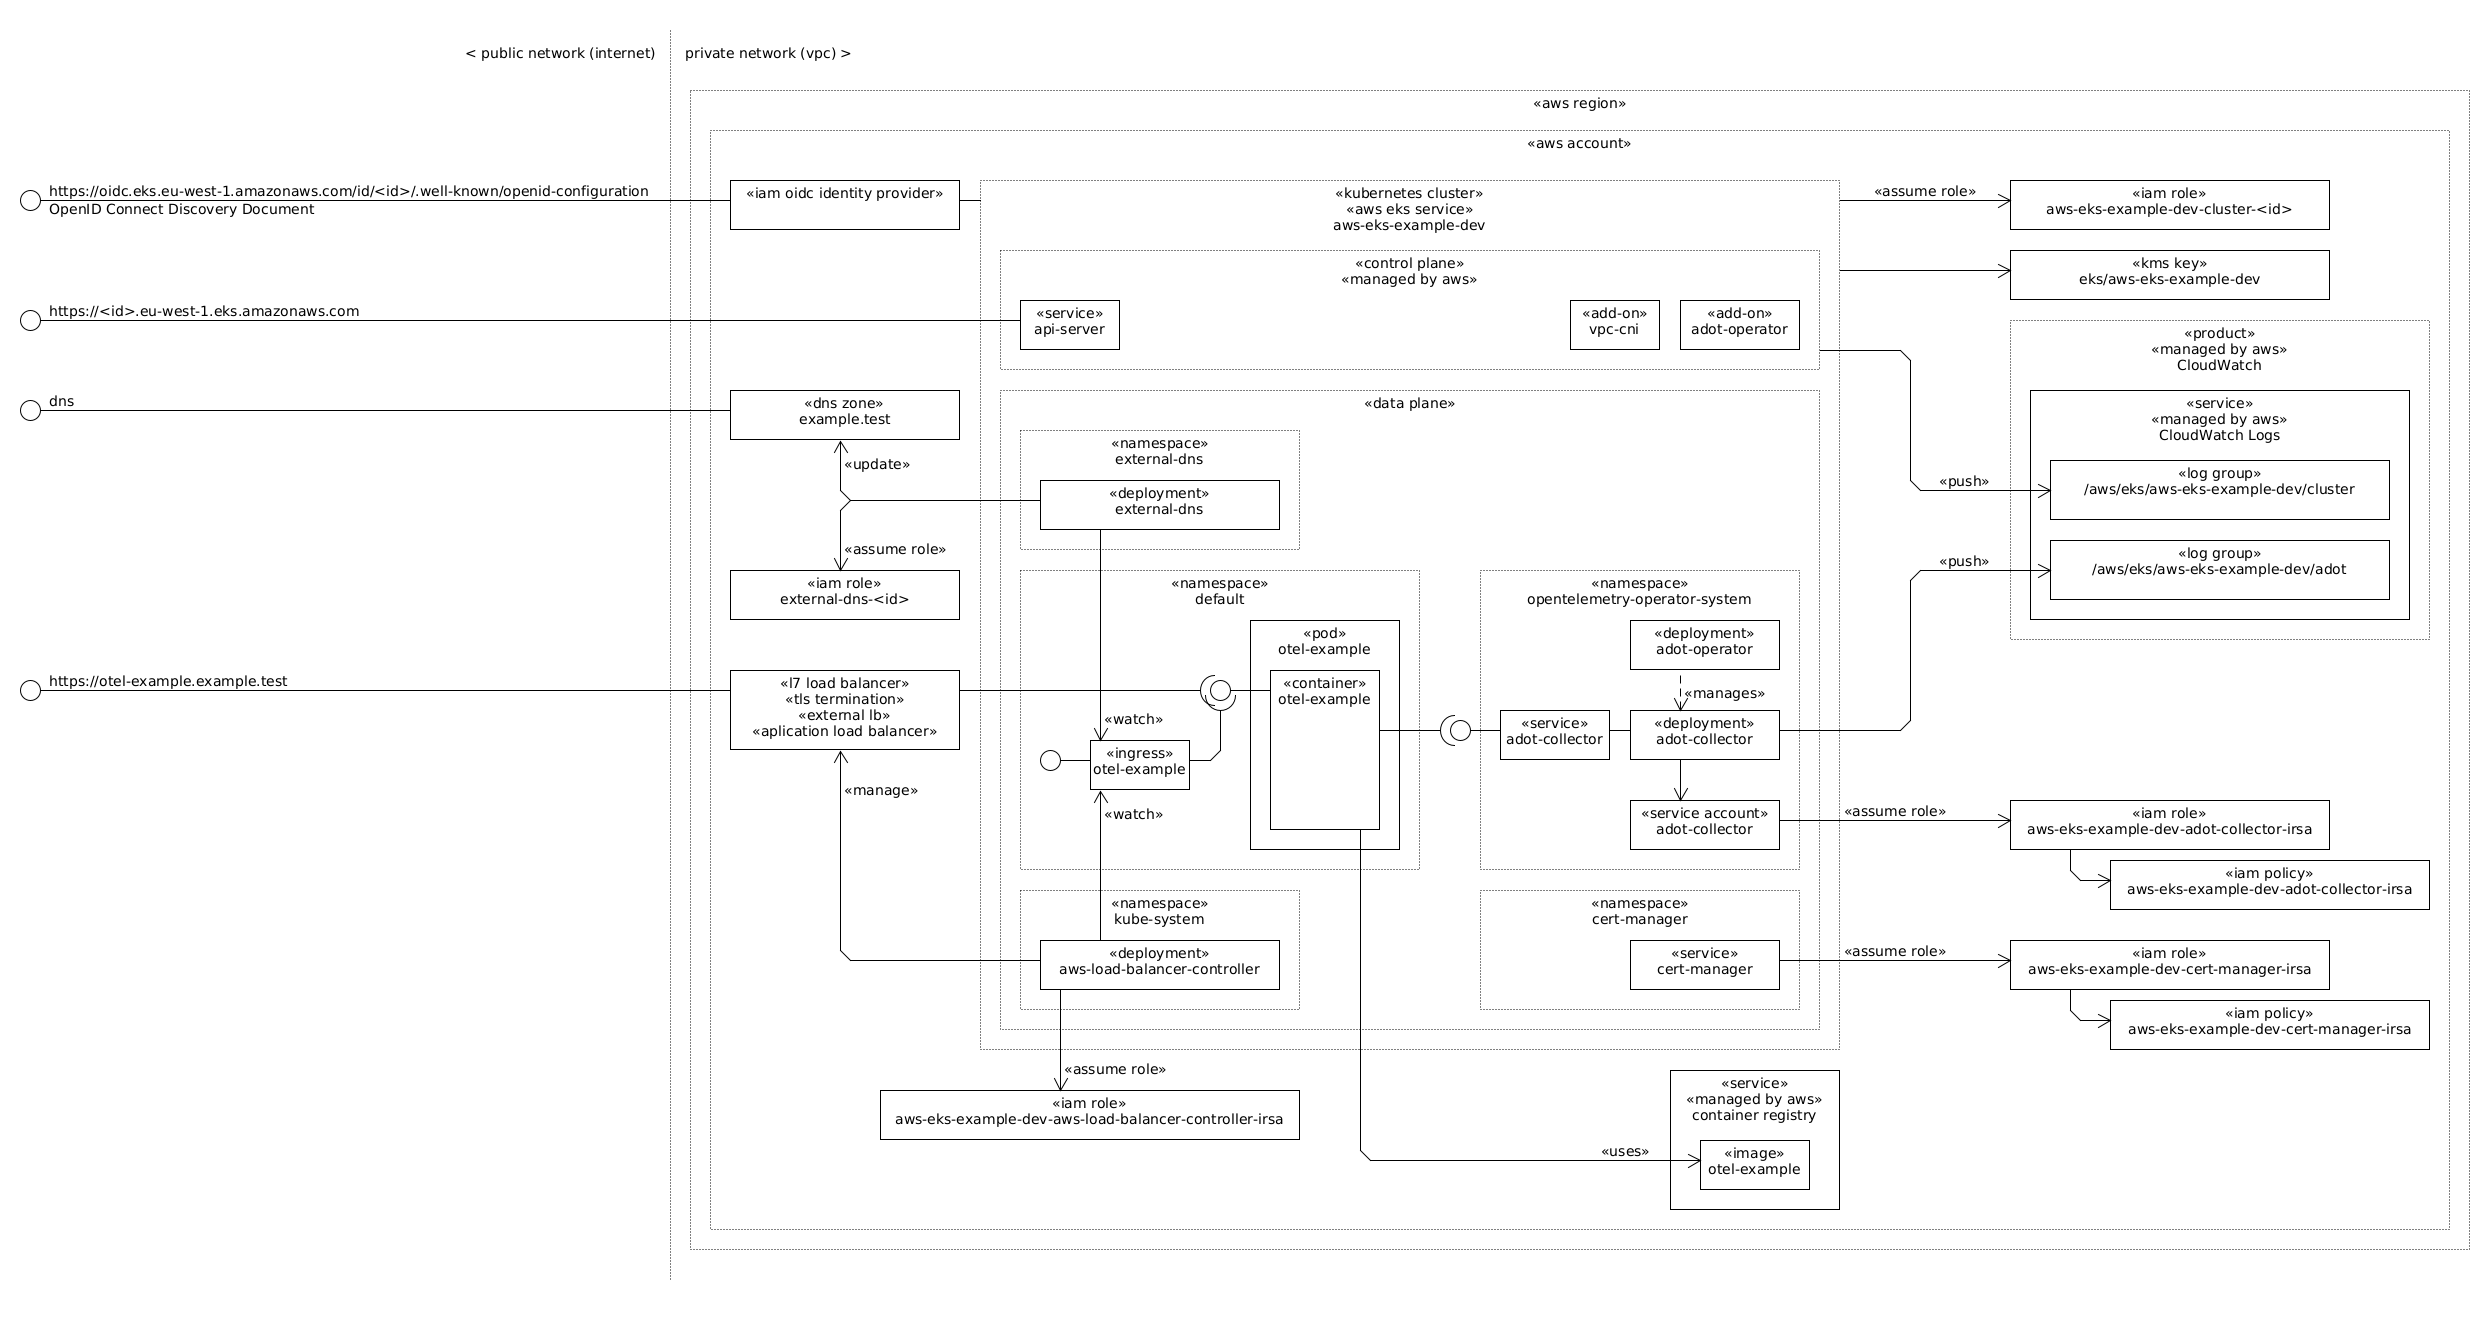 < public network (internet)
private network (vpc) >
«aws region»
«aws account»
https://oidc.eks.eu-west-1.amazonaws.com/id/<id>/.well-known/openid-configuration
OpenID Connect Discovery Document
«iam oidc identity provider»
«kubernetes cluster»
«aws eks service»
aws-eks-example-dev
«assume role»
«iam role»
aws-eks-example-dev-cluster-<id>
«control plane»
«managed by aws»
«kms key»
eks/aws-eks-example-dev
https://<id>.eu-west-1.eks.amazonaws.com
«service»
api-server
«add-on»
vpc-cni
«add-on»
adot-operator
«product»
«managed by aws»
CloudWatch
dns
«dns zone»
example.test
«data plane»
«service»
«managed by aws»
CloudWatch Logs
«update»
«namespace»
external-dns
«deployment»
external-dns
«push»
«log group»
/aws/eks/aws-eks-example-dev/cluster
«assume role»
«iam role»
external-dns-<id>
«push»
«log group»
/aws/eks/aws-eks-example-dev/adot
«namespace»
default
«namespace»
opentelemetry-operator-system
«pod»
otel-example
«deployment»
adot-operator
https://otel-example.example.test
«l7 load balancer»
«tls termination»
«external lb»
«aplication load balancer»
«container»
otel-example
«manages»
«watch»
«service»
adot-collector
«deployment»
adot-collector
«ingress»
otel-example
«manage»
«watch»
«service account»
adot-collector
«assume role»
«iam role»
aws-eks-example-dev-adot-collector-irsa
«iam policy»
aws-eks-example-dev-adot-collector-irsa
«namespace»
kube-system
«namespace»
cert-manager
«deployment»
aws-load-balancer-controller
«service»
cert-manager
«assume role»
«iam role»
aws-eks-example-dev-cert-manager-irsa
«iam policy»
aws-eks-example-dev-cert-manager-irsa
«assume role»
«iam role»
aws-eks-example-dev-aws-load-balancer-controller-irsa
«service»
«managed by aws»
container registry
«uses»
«image»
otel-example